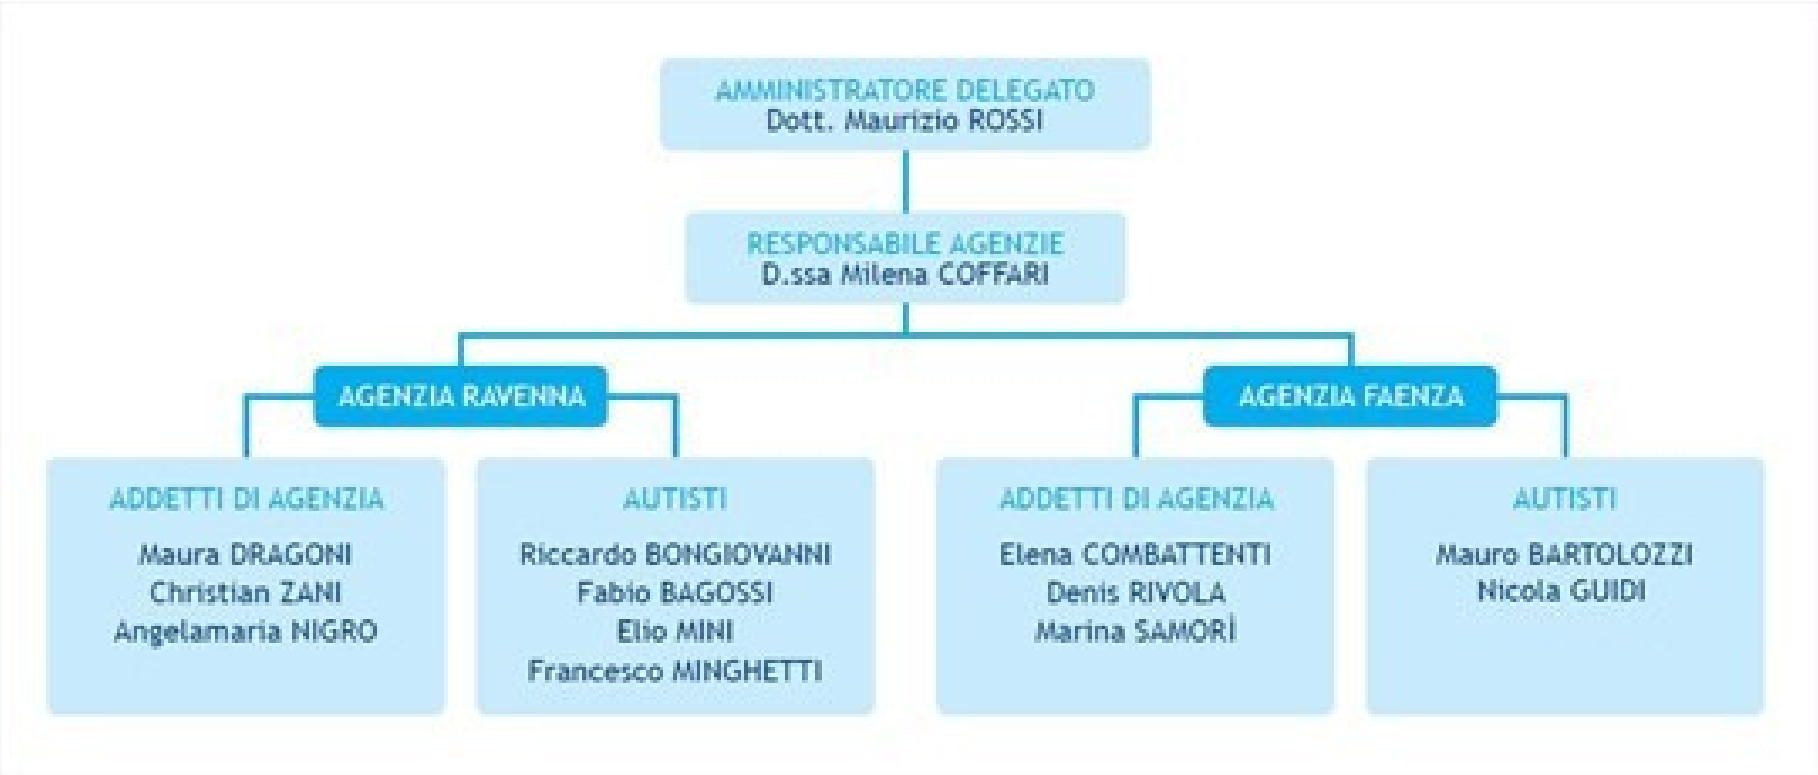 AMMINISTRATORE DELEGATO
Dott. Maurizio ROSSI
RESPONSABILE AGENZIE
D.ssa Milena COFFARI
AGENZIA RAVENNA
ADDETTI DI AGENZIA
Maura DRAGONI
Christian ZANI
Angelamaria NIGRO
AUTISTI
Riccardo BONGIOVANNI
Fabio BAGOSSI
Elio MINI
Francesco MINGHETTI
AGENZIA FAENZA
ADDETTI DI AGENZIA
Elena COMBATTENTI
Denis RIVOLA
Marina SAMORÌ
AUTISTI
Mauro BARTOLOZZI
Nicola GUIDI